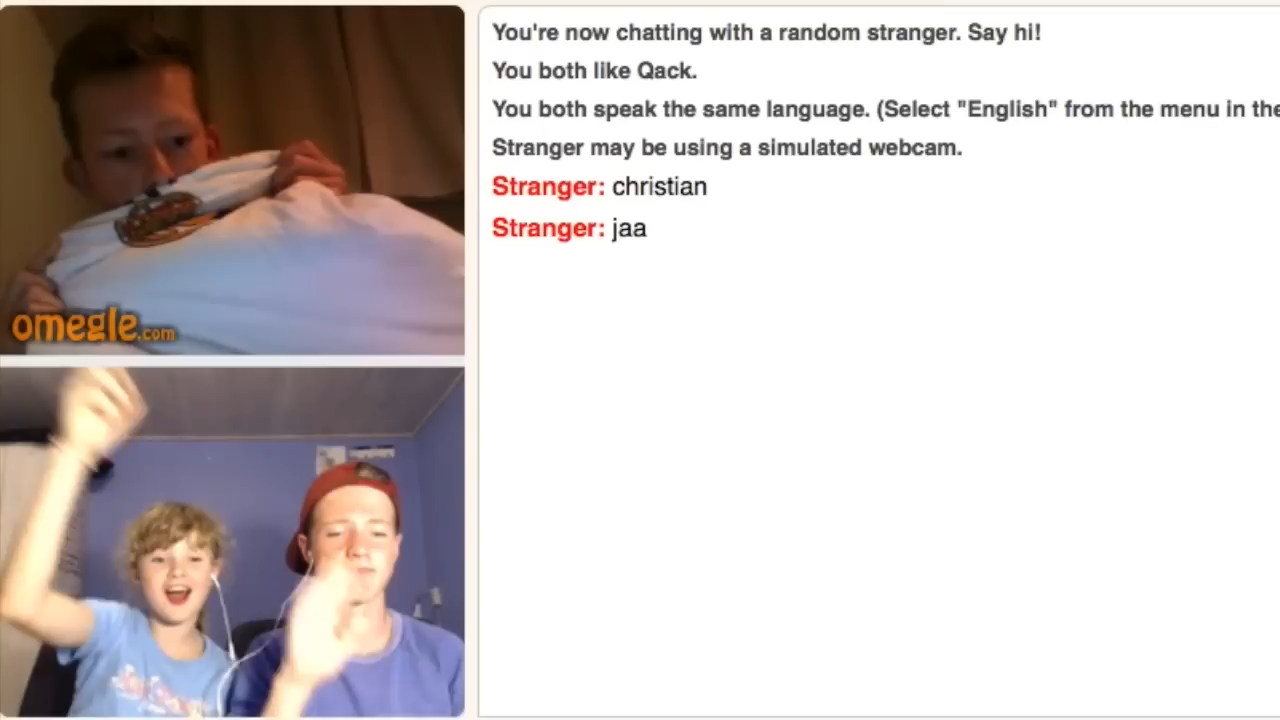 You're now chatting with a random stranger. Say hi!
You both like Qack.
You both speak the same language. (Select "English" from the menu in the
Stranger may be using a simulated webcam.
Stranger: christian
Stranger: jaa
omegle.com